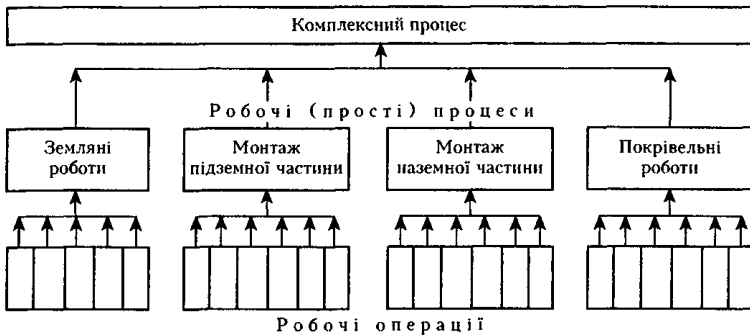 Комплексний процес
Робочі (прості) процеси
Земляні
роботи
Монтаж
підземної частини
Монтаж
наземної частини
Покрівельні
роботи
Робочі операції